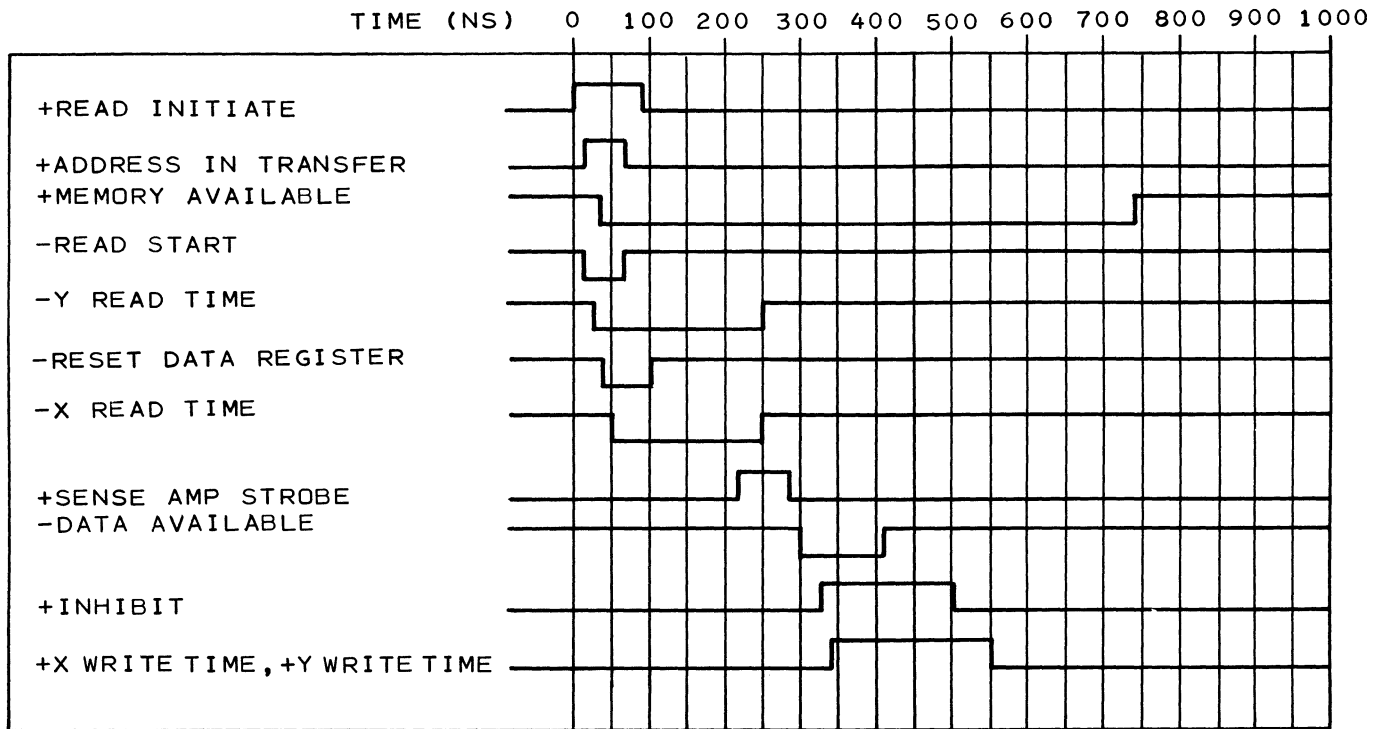 TIME (NS) 0 100 200 300 400 500 600 700 800 900 1000
+READ INITIATE
+ADDRESS IN TRANSFER
+MEMORY AVAILABLE
-READ START
-Y READ TIME
-RESET DATA REGISTER
-X READ TIME
+SENSE AMP STROBE
-DATA AVAILABLE
+INHIBIT
+X WRITE TIME, +Y WRITE TIME